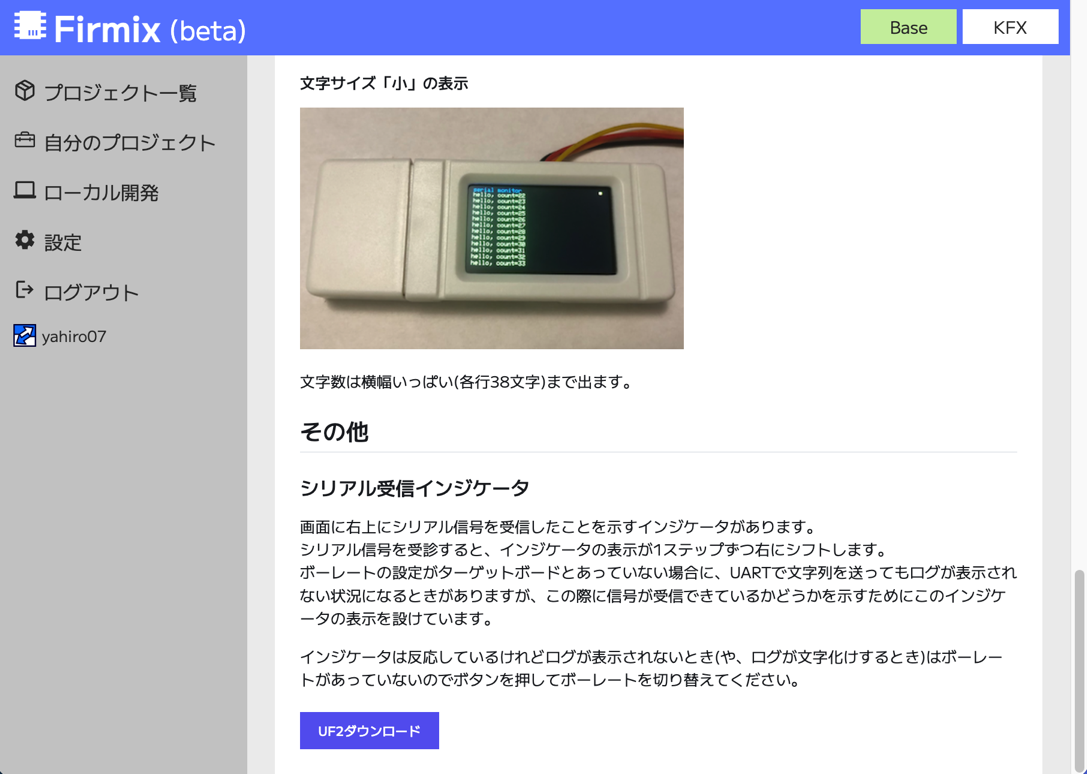 Firmix (beta)
Base
KFX
プロジェクト一覧
自分のプロジェクト
ローカル開発
設定
ログアウト
yahiro07
文字サイズ「小」の表示
serial monitor
hello, count=22
hello, count=23
hello, count=24
hello, count=25
hello, count=26
hello, count=27
hello, count=28
hello, count=29
hello, count=30
hello, count=31
hello, count=32
hello, count=33
文字数は横幅いっぱい(各行38文字)まで出ます。
その他
シリアル受信インジケータ
画面に右上にシリアル信号を受信したことを示すインジケータがあります。
シリアル信号を受診すると、インジケータの表示が1ステップずつ右にシフトします。
ボーレートの設定がターゲットボードとあっていない場合に、UARTで文字列を送ってもログが表示され
ない状況になるときがありますが、この際に信号が受信できているかどうかを示すためにこのインジケ
ータの表示を設けています。
インジケータは反応しているけれどログが表示されないとき(や、ログが文字化けするとき)はボーレー
トがあっていないのでボタンを押してボーレートを切り替えてください。
UF2ダウンロード